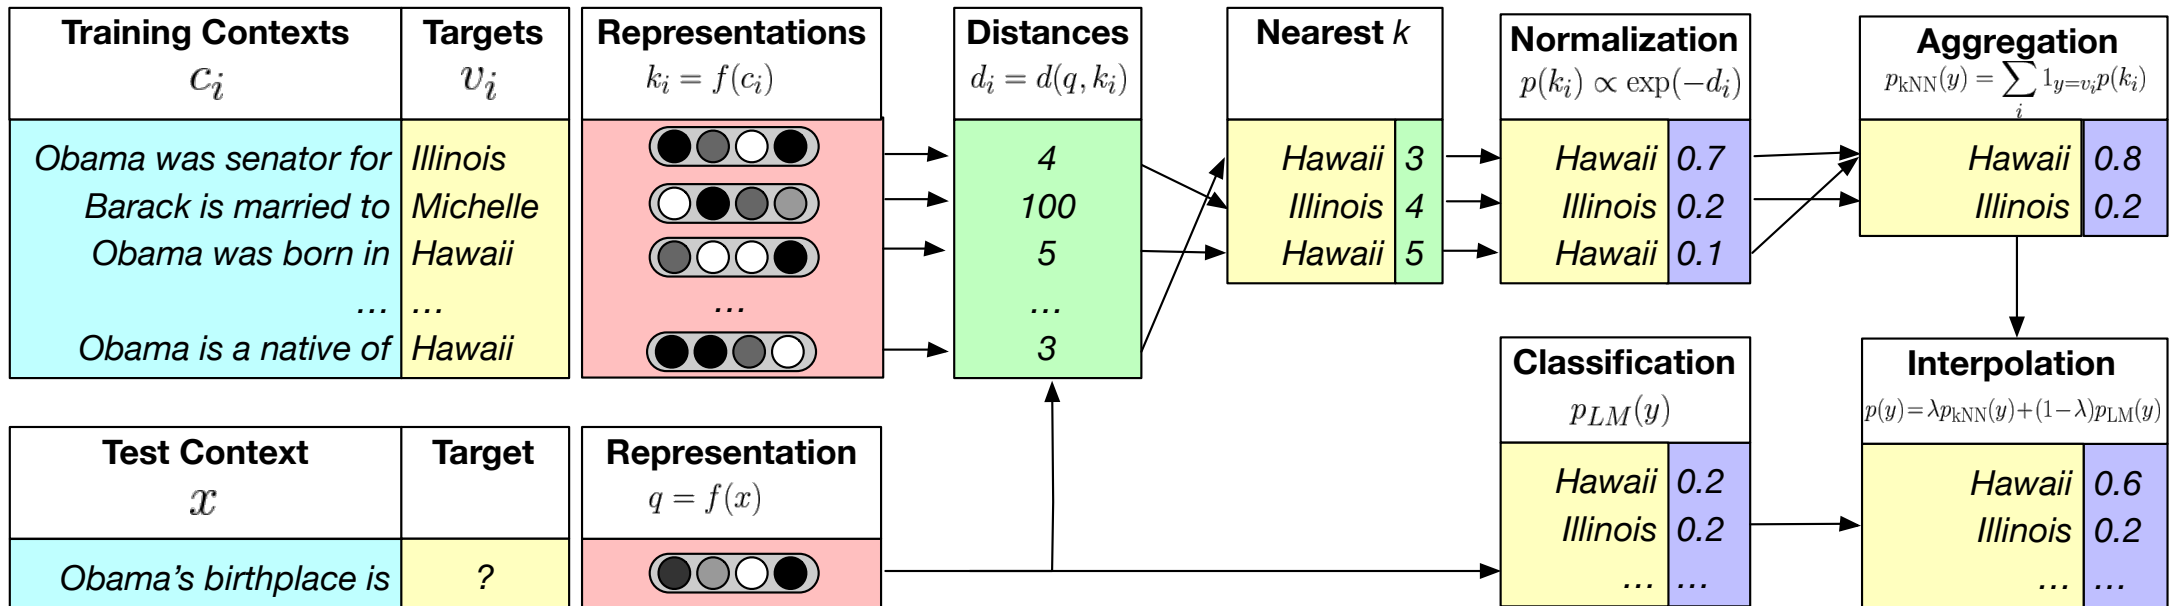 Training Contexts
c_i
Targets
v_i
Obama was senator for Illinois
Barack is married to Michelle
Obama was born in Hawaii
... ...
Obama is a native of Hawaii
Representations
k_i = f(c_i)
...
Distances
d_i = d(q, k_i)
4
100
5
...
3
Nearest k
Hawaii 3
Illinois 4
Hawaii 5
Normalization
p(k_i) ∝ exp(−d_i)
Hawaii 0.7
Illinois 0.2
Hawaii 0.1
Aggregation
p_kNN(y) = ∑_i 1_{y=v_i} p(k_i)
Hawaii 0.8
Illinois 0.2
Test Context
x
Target
Obama's birthplace is ?
Representation
q = f(x)
Classification
p_LM(y)
Hawaii 0.2
Illinois 0.2
... ...
Interpolation
p(y) = λp_kNN(y) + (1−λ)p_LM(y)
Hawaii 0.6
Illinois 0.2
... ...